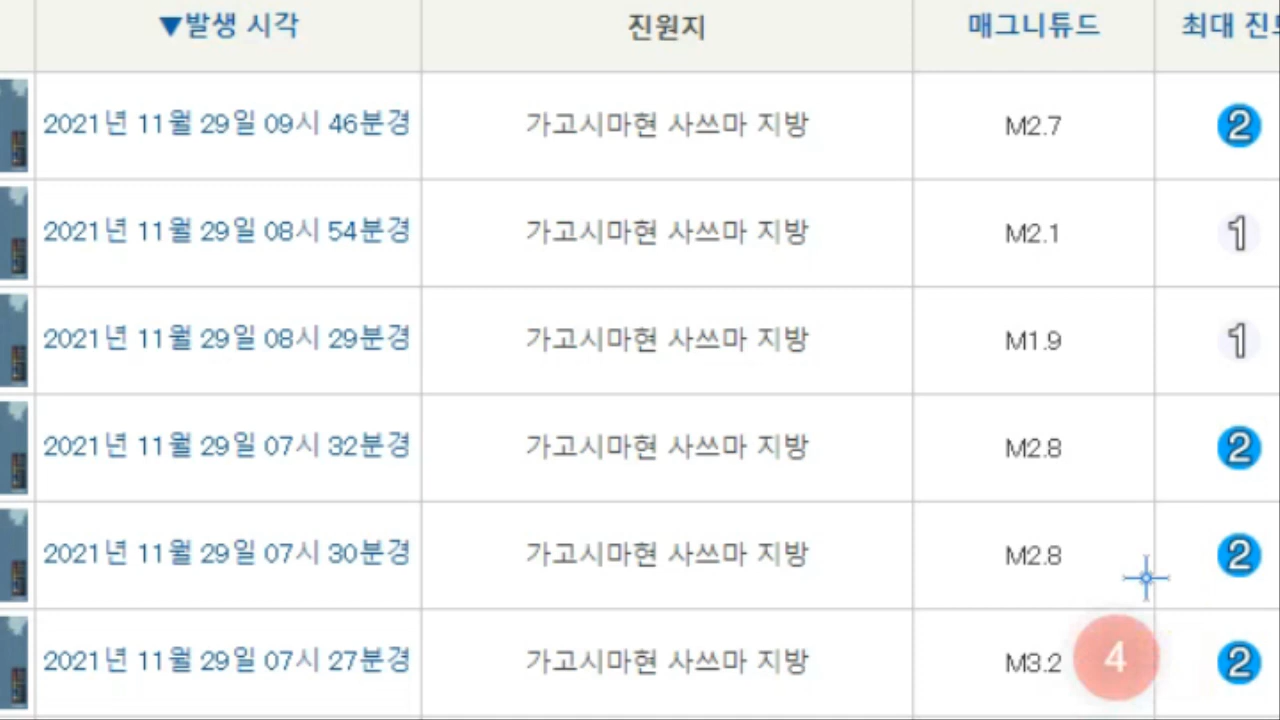 ▼발생 시각 진원지 매그니튜드 최대 진
2021년 11월 29일 09시 46분경 가고시마현 사쓰마 지방 M2.7 2
2021년 11월 29일 08시 54분경 가고시마현 사쓰마 지방 M2.1 1
2021년 11월 29일 08시 29분경 가고시마현 사쓰마 지방 M1.9 1
2021년 11월 29일 07시 32분경 가고시마현 사쓰마 지방 M2.8 2
2021년 11월 29일 07시 30분경 가고시마현 사쓰마 지방 M2.8 2
2021년 11월 29일 07시 27분경 가고시마현 사쓰마 지방 M3.2 4 2